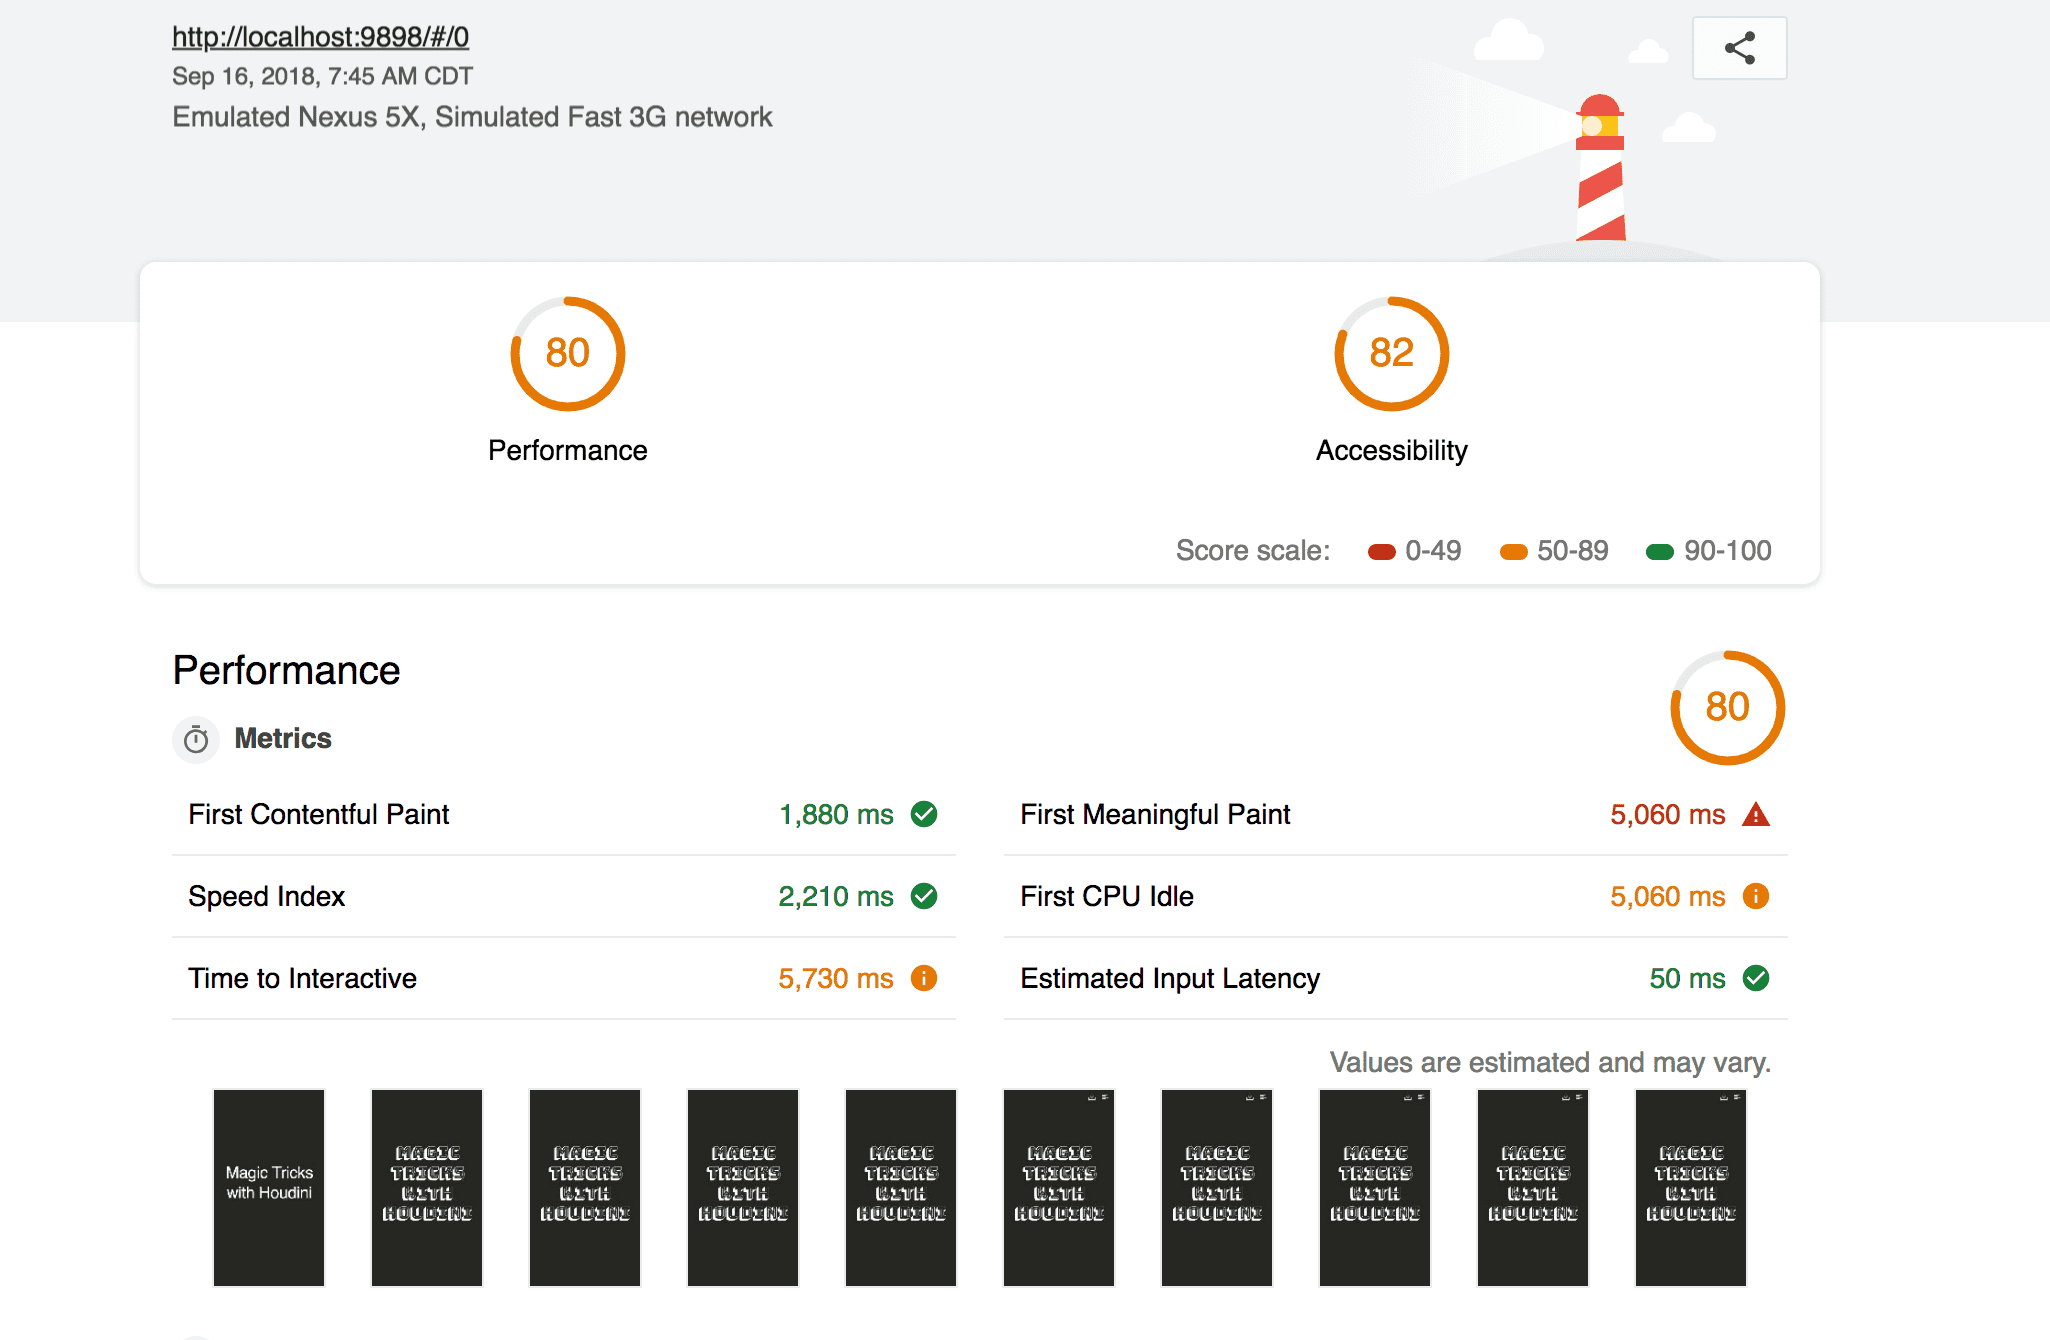 http://localhost:9898/#/0
Sep 16, 2018, 7:45 AM CDT
Emulated Nexus 5X, Simulated Fast 3G network
80
82
Performance
Accessibility
Score scale: 0-49 50-89 90-100
Performance
80
Metrics
First Contentful Paint 1,880 ms
First Meaningful Paint 5,060 ms
Speed Index 2,210 ms
First CPU Idle 5,060 ms
Time to Interactive 5,730 ms
Estimated Input Latency 50 ms
Values are estimated and may vary.
Magic Tricks
with Houdini
MAGIC
TRICKS
WITH
HOUDINI
MAGIC
TRICKS
WITH
HOUDINI
MAGIC
TRICKS
WITH
HOUDINI
MAGIC
TRICKS
WITH
HOUDINI
MAGIC
TRICKS
WITH
HOUDINI
MAGIC
TRICKS
WITH
HOUDINI
MAGIC
TRICKS
WITH
HOUDINI
MAGIC
TRICKS
WITH
HOUDINI
MAGIC
TRICKS
WITH
HOUDINI